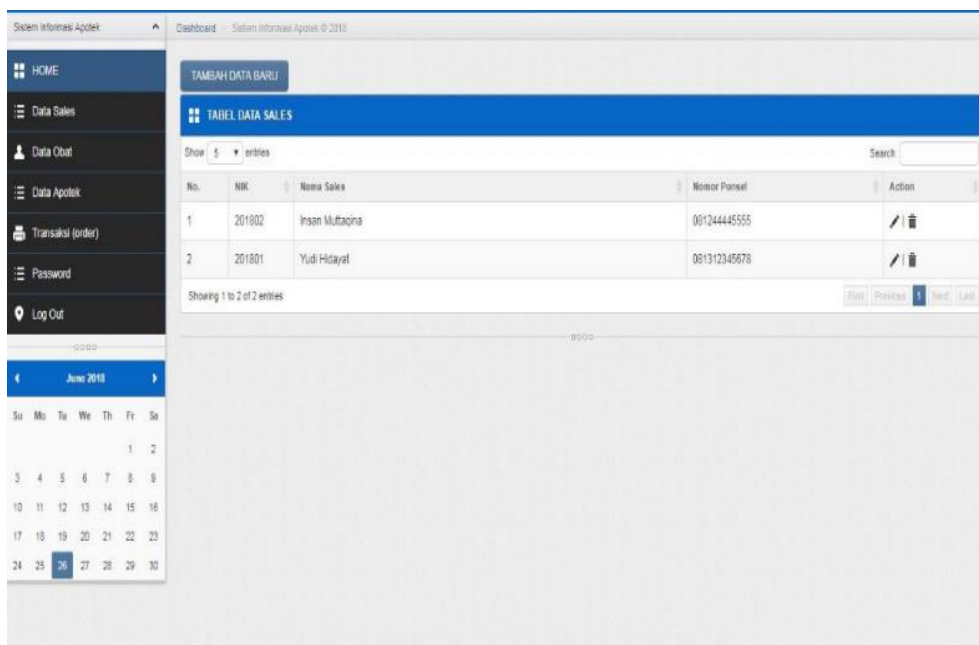 Sistem Informasi Apotek
Dashboard Sistem Informasi Apotek © 2018
HOME
Data Sales
Data Obat
Data Apotek
Transaksi (order)
Password
Log Out
TAMBAH DATA BARU
TABEL DATA SALES
Show 5 entries Search:
No. NIK Nama Sales Nomor Ponsel Action
1 201802 Insan Muttaqina 081244445555
2 201801 Yudi Hidayat 081312345678
Showing 1 to 2 of 2 entries First Previous 1 Next Last
June 2018
Su Mo Tu We Th Fr Sa
1 2
3 4 5 6 7 8 9
10 11 12 13 14 15 16
17 18 19 20 21 22 23
24 25 26 27 28 29 30